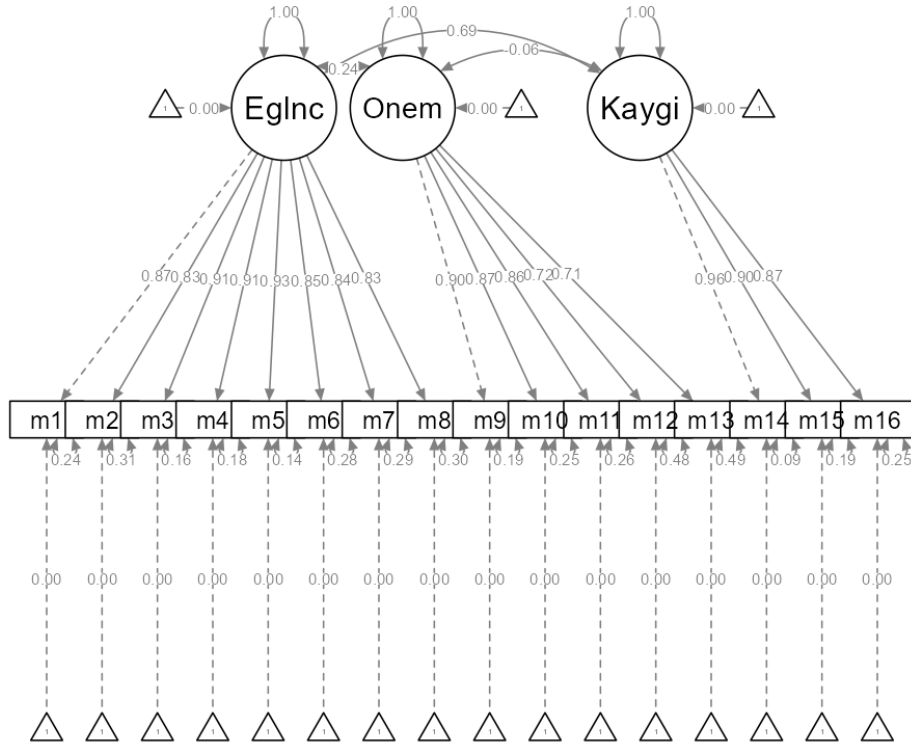 1.00 1.00 1.00
0.69
-0.06
0.24
EgInc Onem Kaygi
1 0.00 0.00 1 0.00 1
0.87 0.83 0.91 0.91 0.93 0.85 0.84 0.83 0.90 0.87 0.86 0.72 0.71 0.96 0.90 0.87
m1 m2 m3 m4 m5 m6 m7 m8 m9 m10 m11 m12 m13 m14 m15 m16
0.24 0.31 0.16 0.18 0.14 0.28 0.29 0.30 0.19 0.25 0.26 0.48 0.49 0.09 0.19 0.25
0.00 0.00 0.00 0.00 0.00 0.00 0.00 0.00 0.00 0.00 0.00 0.00 0.00 0.00 0.00 0.00
1 1 1 1 1 1 1 1 1 1 1 1 1 1 1 1